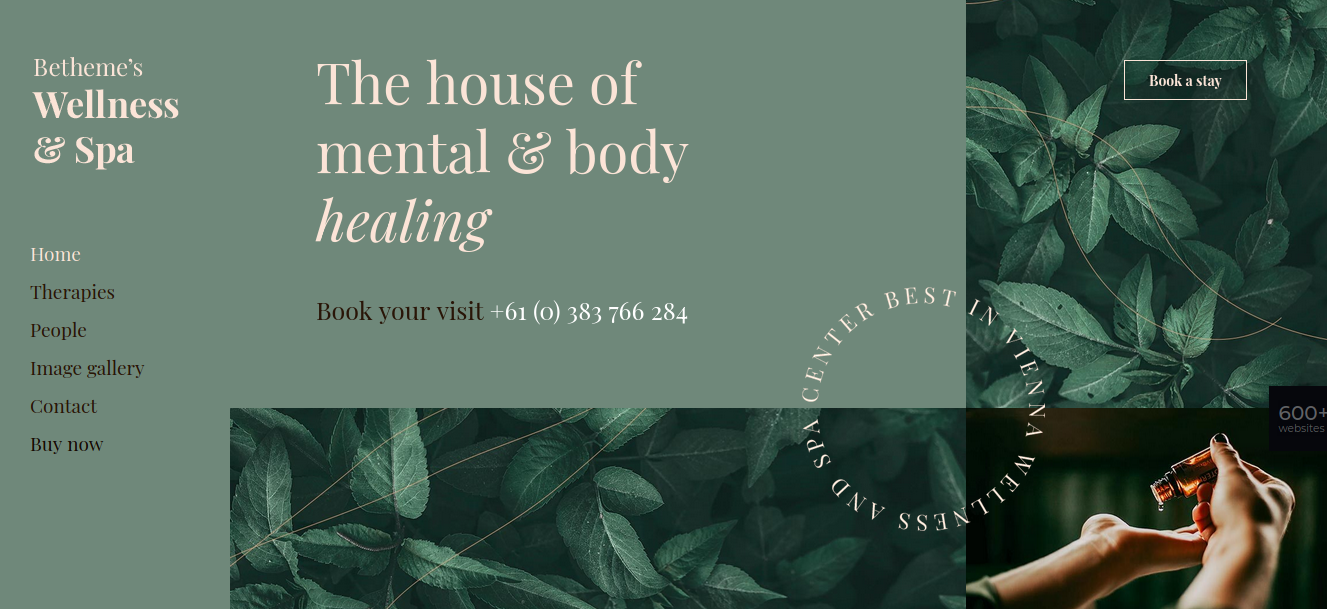 Betheme’s
Wellness
& Spa
Home
Therapies
People
Image gallery
Contact
Buy now
The house of
mental & body
healing
Book your visit +61 (0) 383 766 284
Book a stay
BEST IN VIENNA WELLNESS AND SPA CENTER
600+
websites